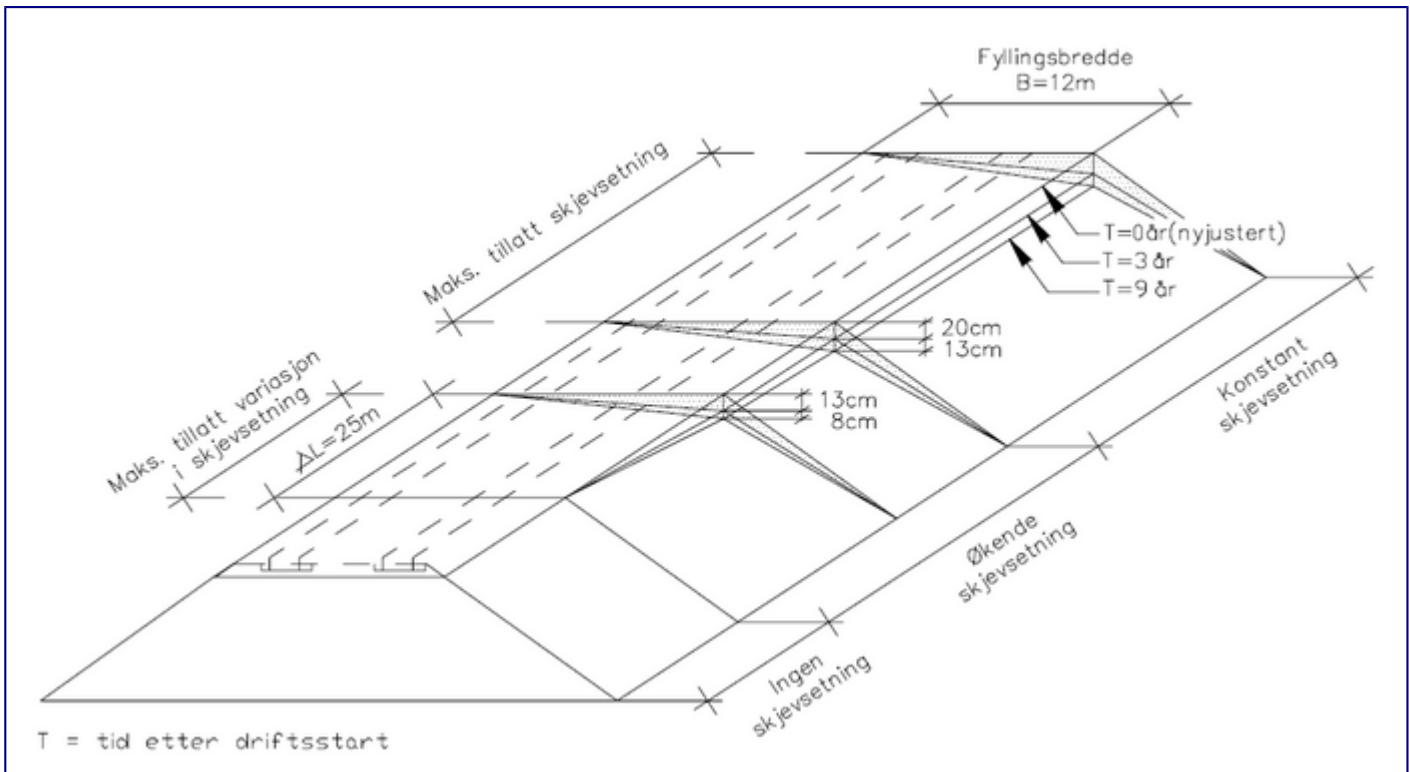 Fyllingsbredde
B=12m
Maks. tillatt skjevsetning
T=0år(nyjustert)
T=3 år
T=9 år
20cm
13cm
Maks. tillatt variasjon
i skjevsetning
ΔL=25m
13cm
8cm
Konstant
skjevsetning
Økende
skjevsetning
Ingen
skjevsetning
T = tid etter driftsstart